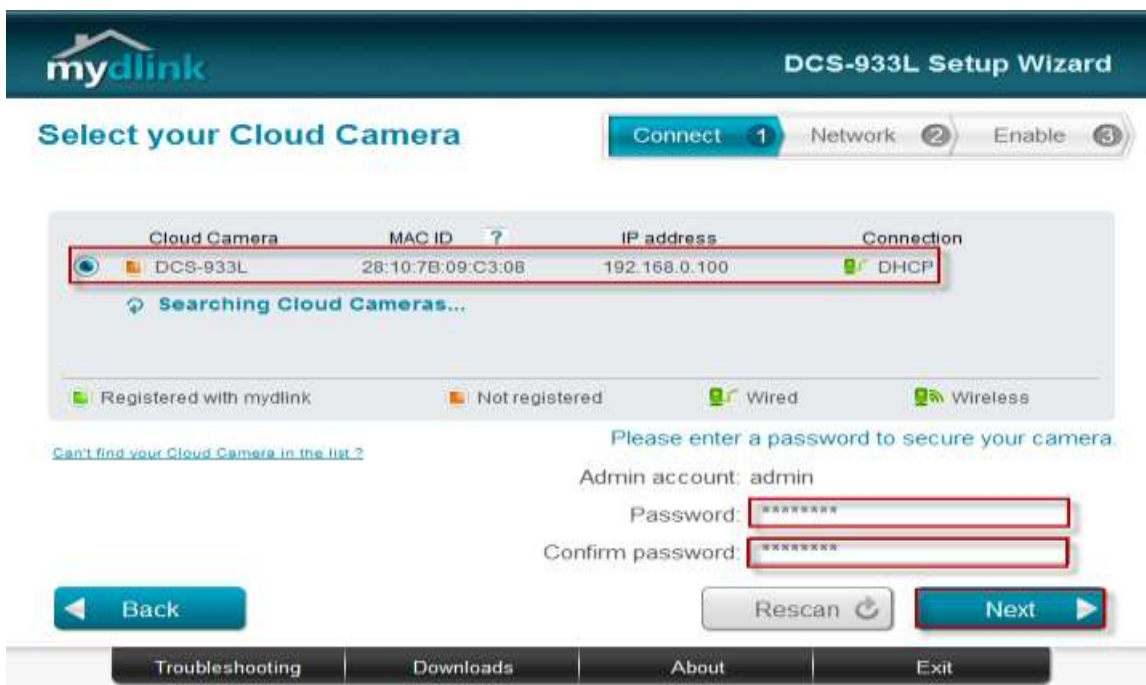 mydlink
DCS-933L Setup Wizard
Select your Cloud Camera
Connect 1 Network 2 Enable 3
Cloud Camera MAC ID ? IP address Connection
DCS-933L 28:10:7B:09:C3:08 192.168.0.100 DHCP
Searching Cloud Cameras...
Registered with mydlink Not registered Wired Wireless
Please enter a password to secure your camera.
Can't find your Cloud Camera in the list ?
Admin account: admin
Password: ********
Confirm password: ********
Back Rescan Next
Troubleshooting Downloads About Exit